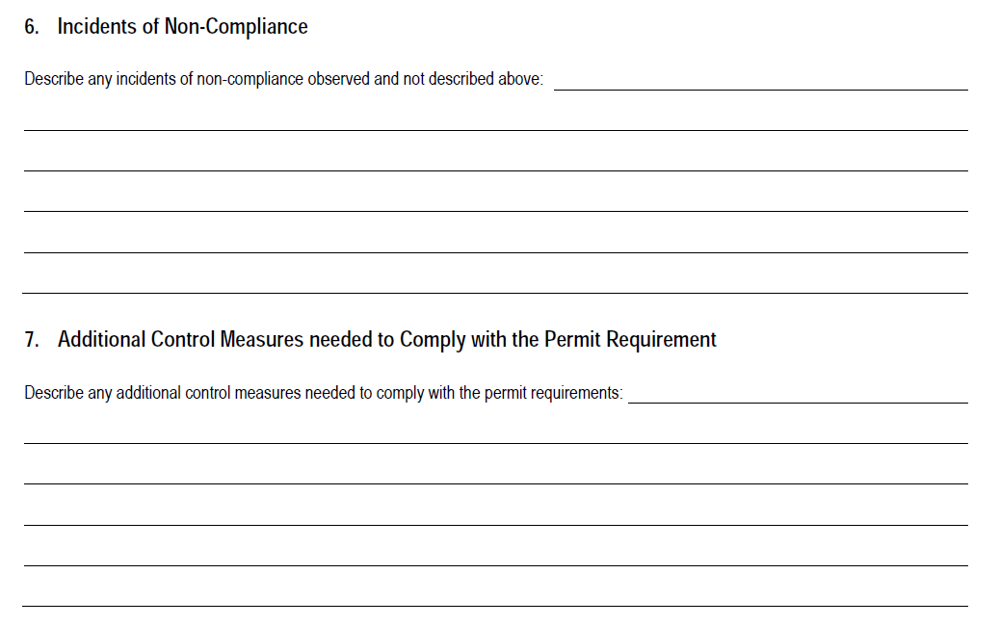 6. Incidents of Non-Compliance
Describe any incidents of non-compliance observed and not described above:
7. Additional Control Measures needed to Comply with the Permit Requirement
Describe any additional control measures needed to comply with the permit requirements: